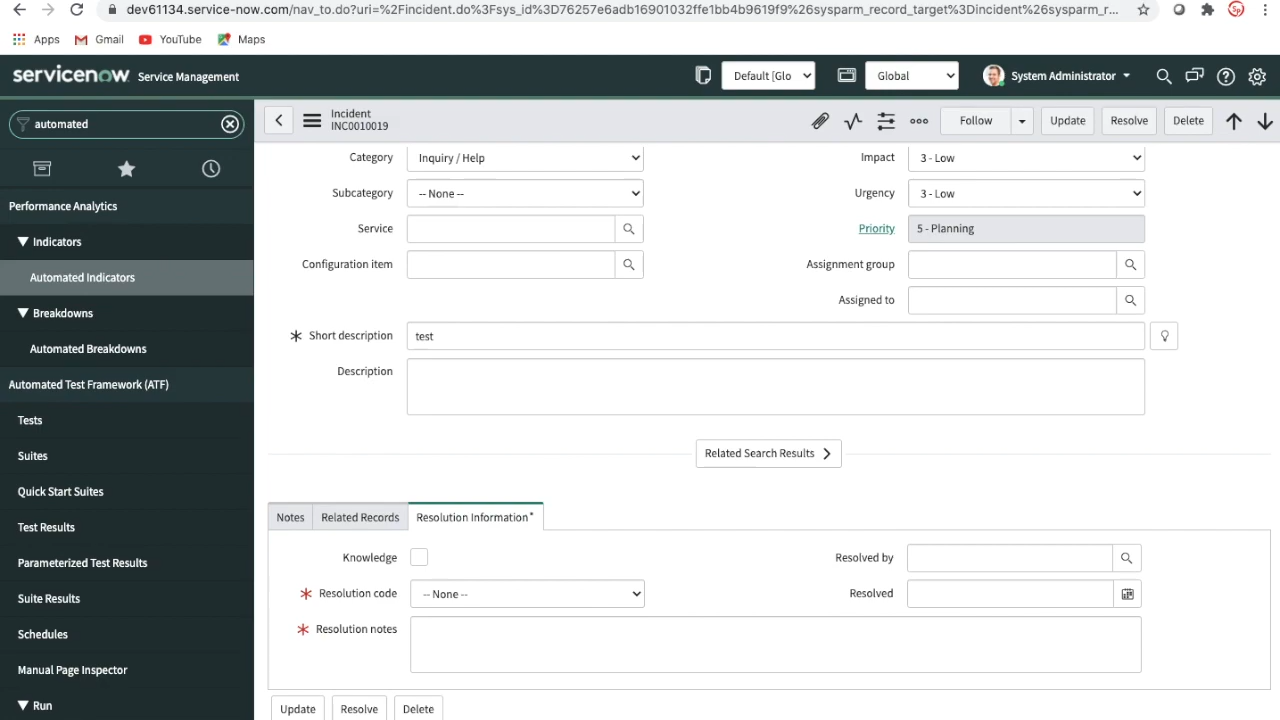 dev61134.service-now.com/nav_to.do?uri=%2Fincident.do%3Fsys_id%3D76257e6adb16901032ffe1bb4b9619f9%26sysparm_record_target%3Dincident%26sysparm_r...
Sp
Apps
Gmail
YouTube
Maps
servicenow Service Management
Default [Glo
Global
System Administrator
automated
Incident
INC0010019
Follow
Update
Resolve
Delete
Performance Analytics
Indicators
Automated Indicators
Breakdowns
Automated Breakdowns
Automated Test Framework (ATF)
Tests
Suites
Quick Start Suites
Test Results
Parameterized Test Results
Suite Results
Schedules
Manual Page Inspector
Run
Category Inquiry / Help
Impact 3 - Low
Subcategory -- None --
Urgency 3 - Low
Service
Priority 5 - Planning
Configuration item
Assignment group
Assigned to
Short description test
Description
Related Search Results
Notes
Related Records
Resolution Information*
Knowledge
Resolved by
Resolution code -- None --
Resolved
Resolution notes
Update
Resolve
Delete